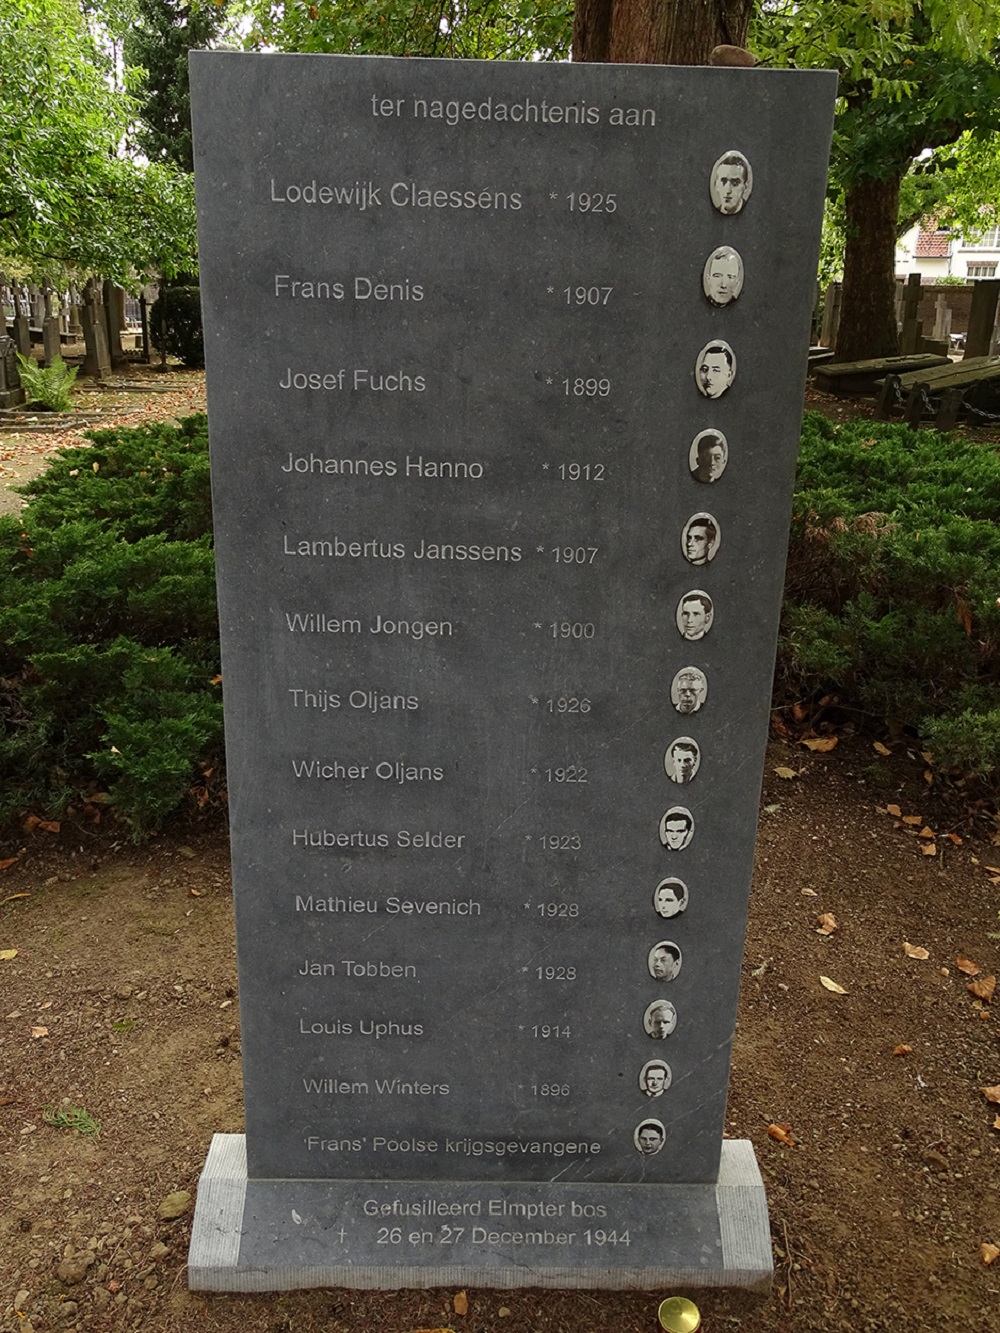 ter nagedachtenis aan
Lodewijk Claesséns * 1925
Frans Denis * 1907
Josef Fuchs * 1899
Johannes Hanno * 1912
Lambertus Janssens * 1907
Willem Jongen * 1900
Thijs Oljans * 1926
Wicher Oljans * 1922
Hubertus Selder * 1923
Mathieu Sevenich * 1928
Jan Tobben * 1928
Louis Uphus * 1914
Willem Winters * 1896
'Frans' Poolse krijgsgevangene
Gefusilleerd Elmpter bos
† 26 en 27 December 1944